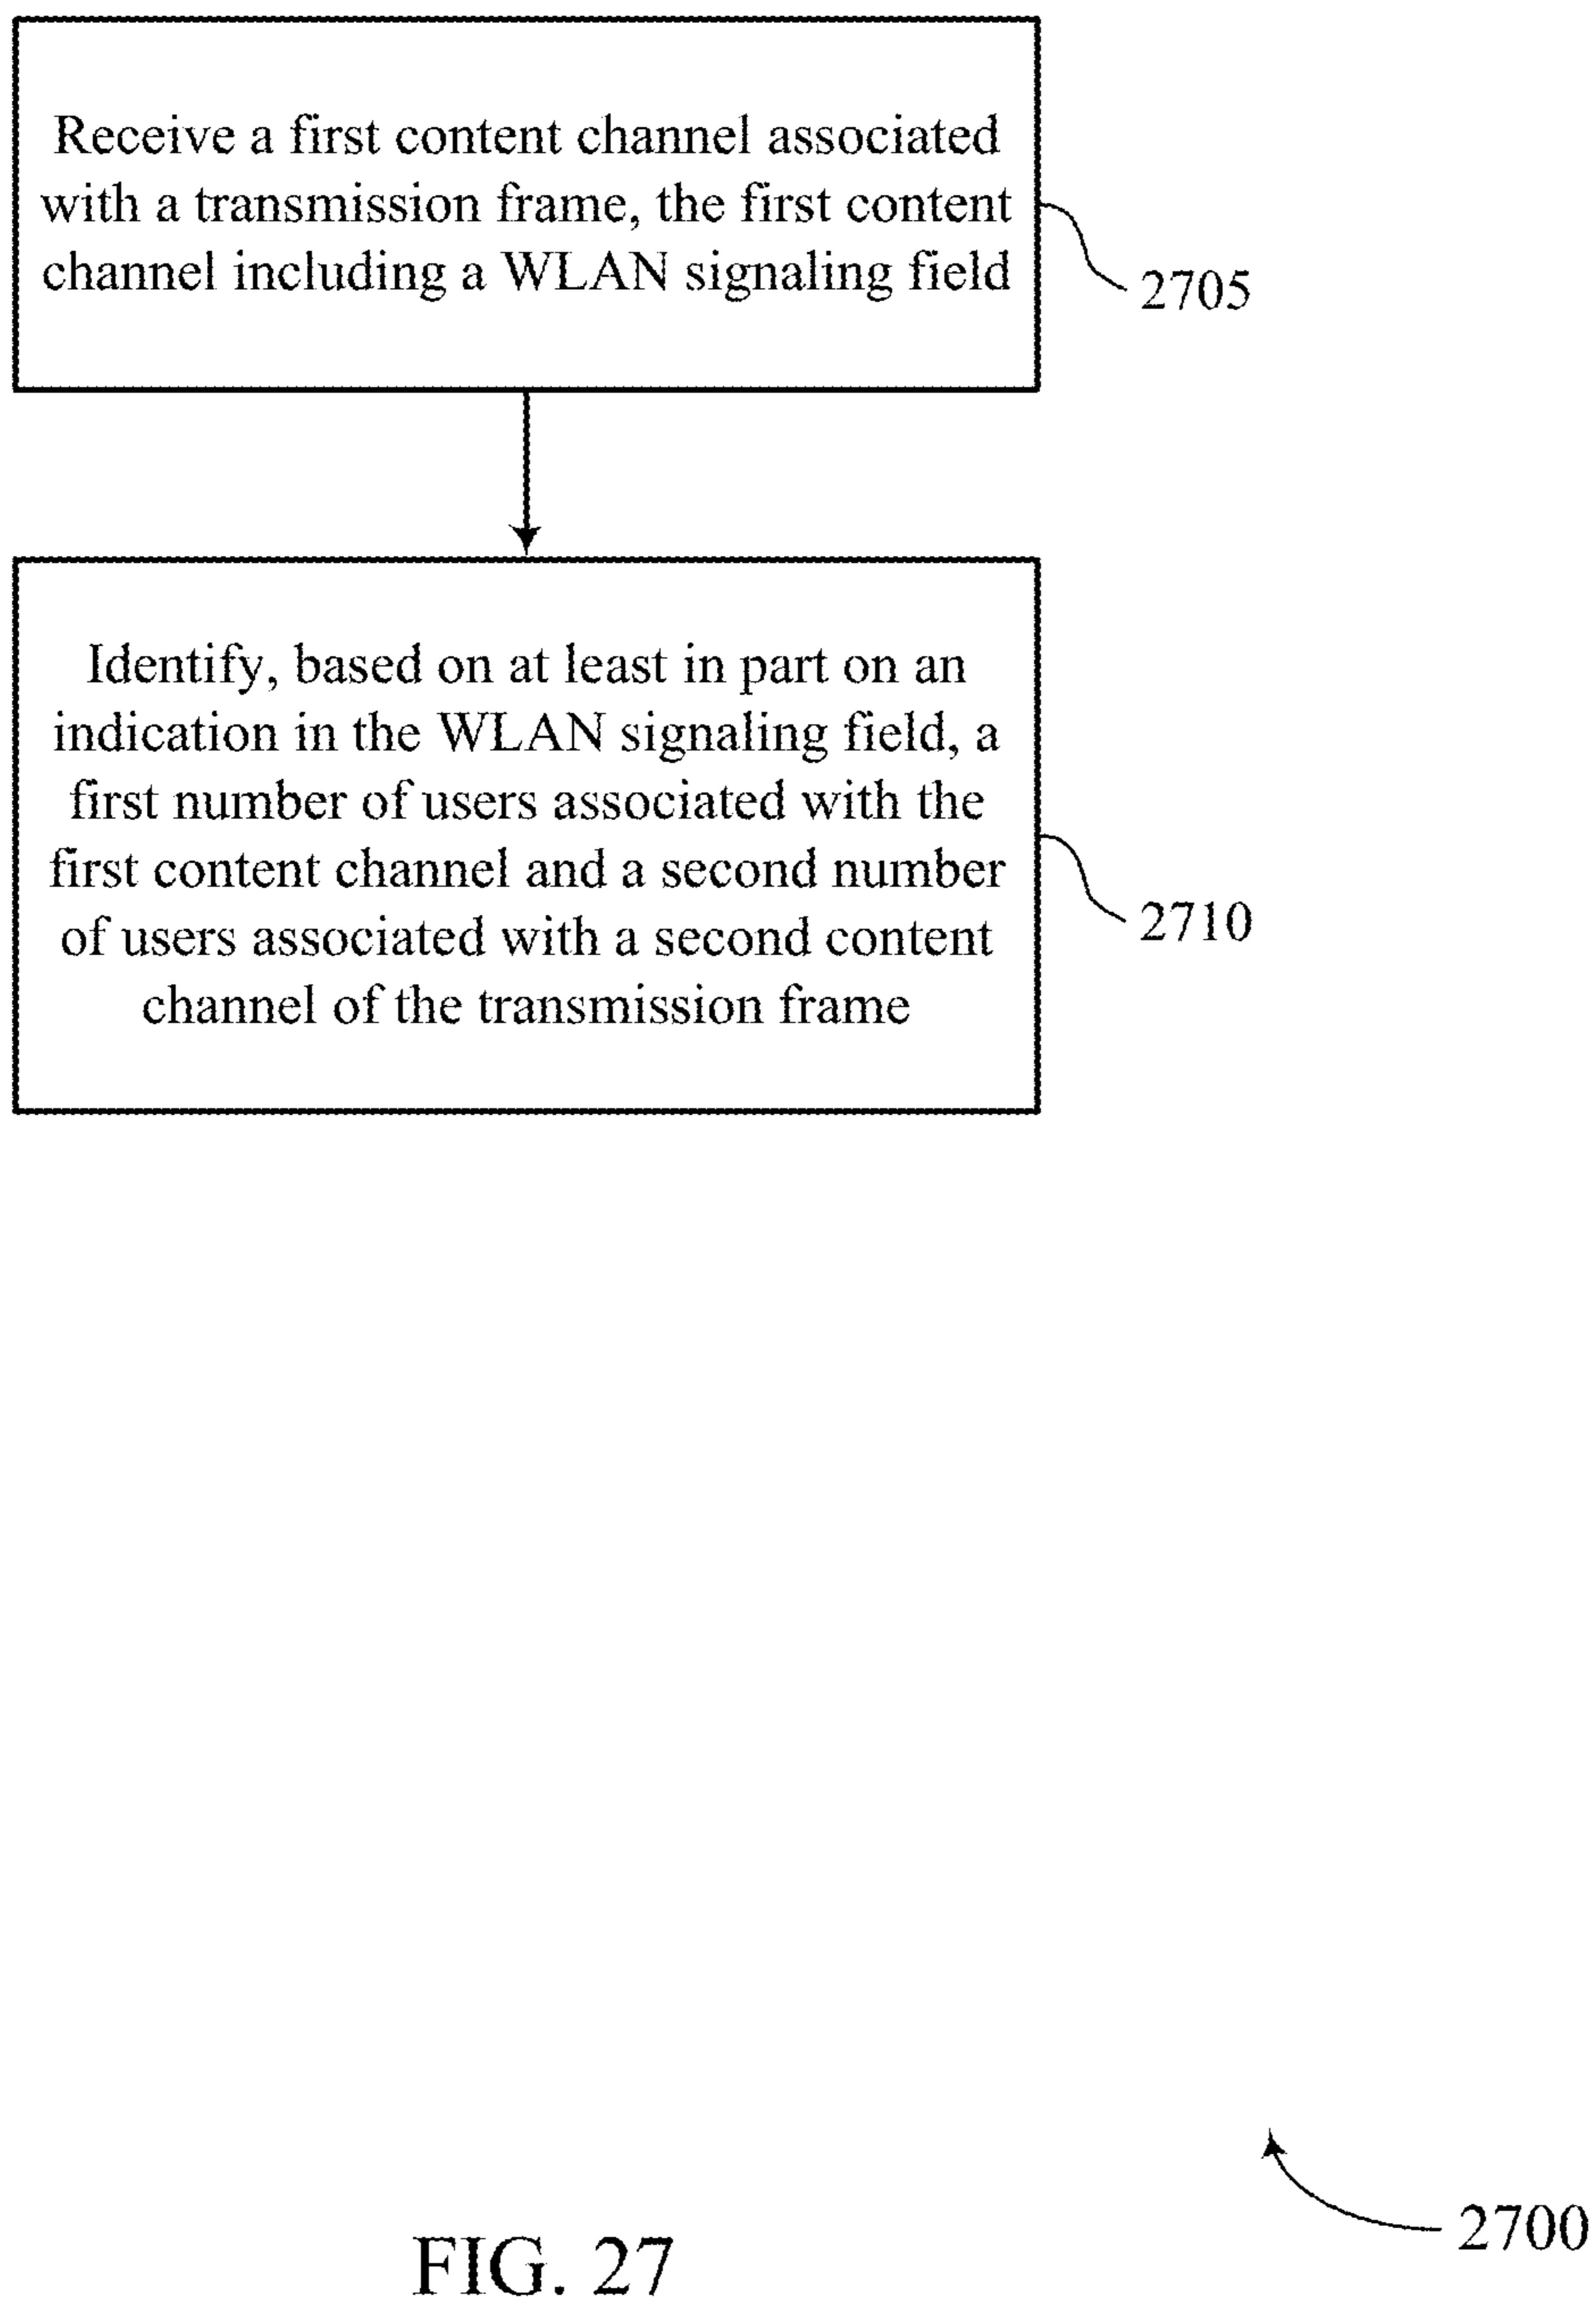 Receive a first content channel associated
with a transmission frame, the first content
channel including a WLAN signaling field
2705
Identify, based on at least in part on an
indication in the WLAN signaling field, a
first number of users associated with the
first content channel and a second number
of users associated with a second content
channel of the transmission frame
2710
2700
FIG. 27